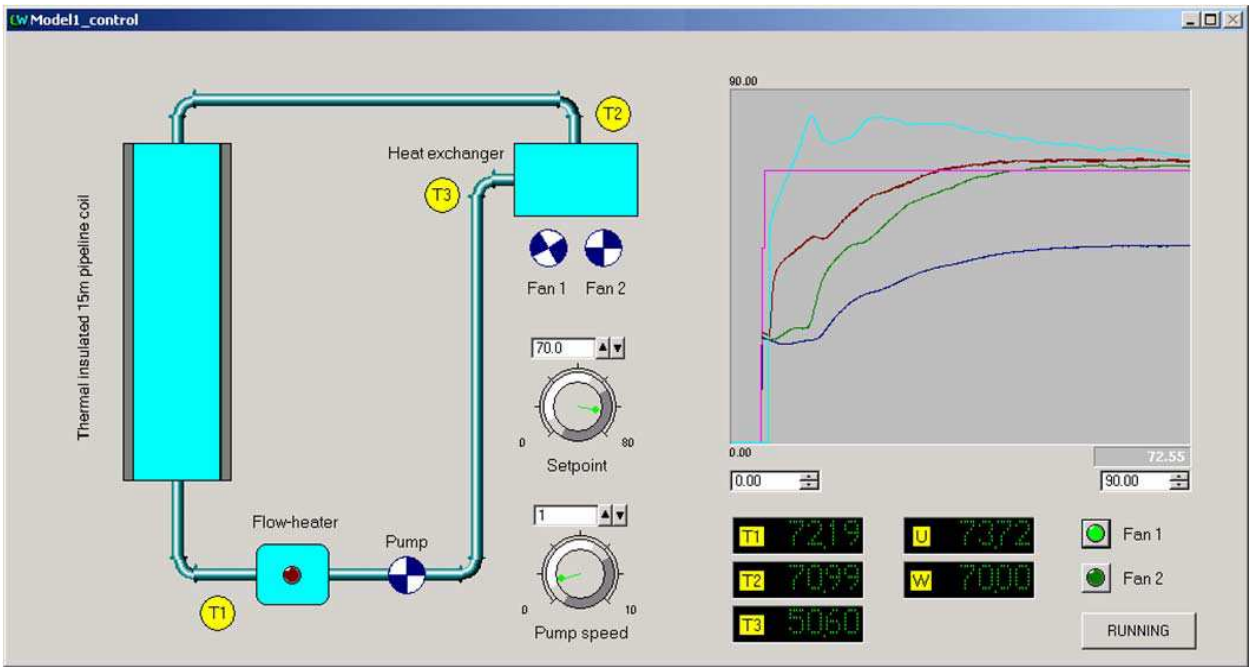 CW Model1_control
90.00
T2
Heat exchanger
T3
Thermal insulated 15m pipeline coil
Fan 1
Fan 2
70.0
0
80
Setpoint
0.00
72.55
0.00
90.00
Flow-heater
Pump
1
T1
0
10
Pump speed
T1 72,19
U 73,72
Fan 1
T2 70,99
W 70,00
Fan 2
T3 50,60
RUNNING